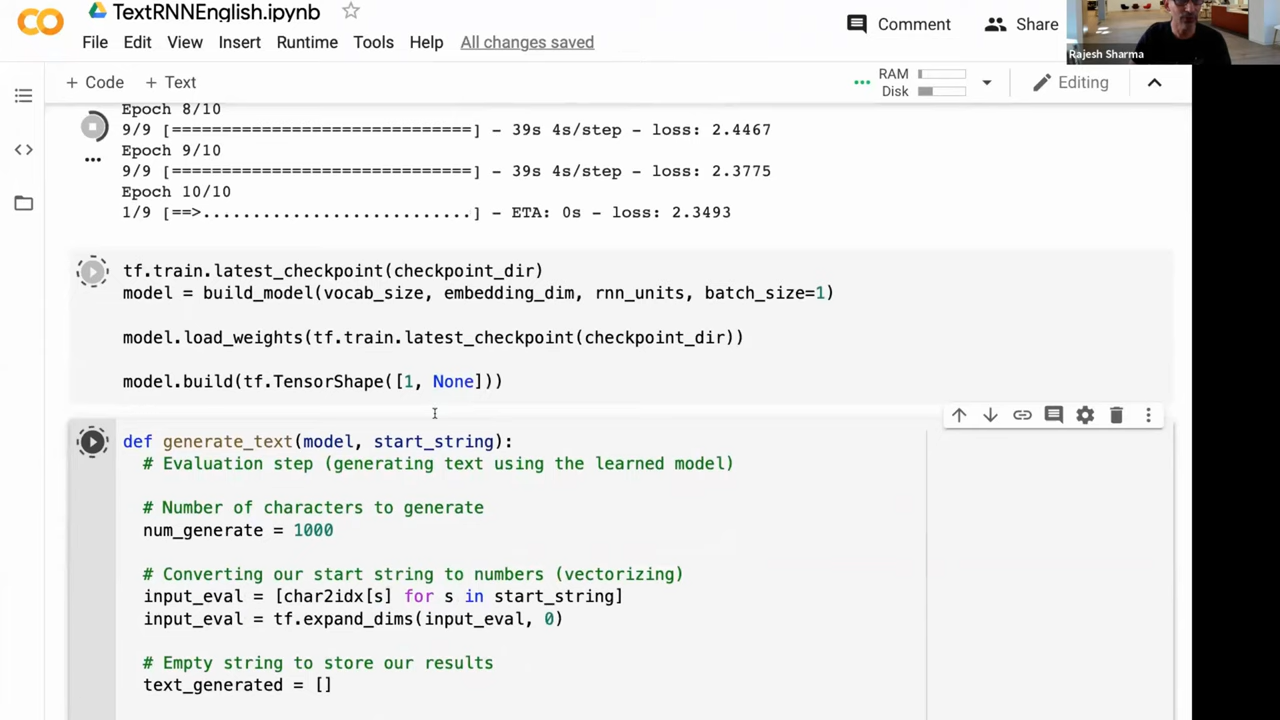 TextRNNEnglish.ipynb
File Edit View Insert Runtime Tools Help All changes saved
Comment Share
Rajesh Sharma
+ Code + Text
RAM
Disk
Editing
Epoch 8/10
9/9 [==============================] - 39s 4s/step - loss: 2.4467
Epoch 9/10
9/9 [==============================] - 39s 4s/step - loss: 2.3775
Epoch 10/10
1/9 [==>...........................] - ETA: 0s - loss: 2.3493
tf.train.latest_checkpoint(checkpoint_dir)
model = build_model(vocab_size, embedding_dim, rnn_units, batch_size=1)
model.load_weights(tf.train.latest_checkpoint(checkpoint_dir))
model.build(tf.TensorShape([1, None]))
def generate_text(model, start_string):
# Evaluation step (generating text using the learned model)
# Number of characters to generate
num_generate = 1000
# Converting our start string to numbers (vectorizing)
input_eval = [char2idx[s] for s in start_string]
input_eval = tf.expand_dims(input_eval, 0)
# Empty string to store our results
text_generated = []